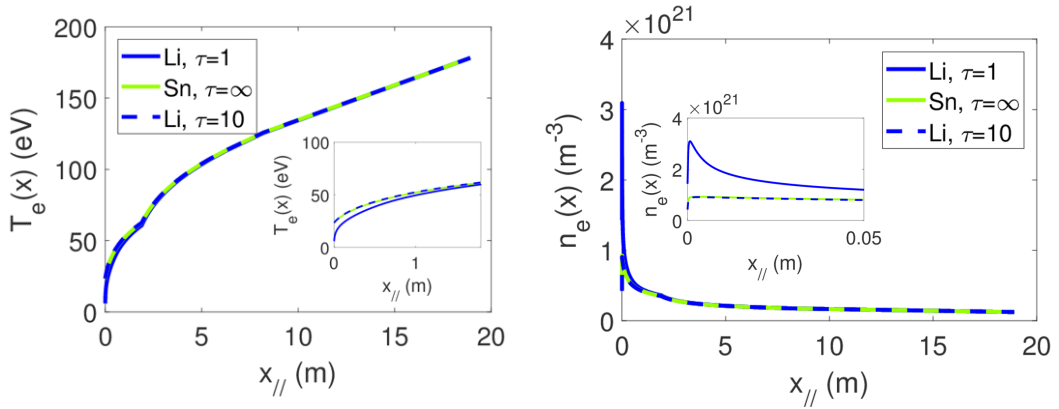 200
150
100
50
0
T_e(x) (eV)
Li, τ=1
Sn, τ=∞
Li, τ=10
100
50
0
T_e(x) (eV)
0
1
x_// (m)
0
5
10
15
20
x_// (m)
×10^21
4
3
2
1
0
n_e(x) (m^-3)
Li, τ=1
Sn, τ=∞
Li, τ=10
×10^21
4
2
0
n_e(x) (m^-3)
0
0.05
x_// (m)
0
5
10
15
20
x_// (m)